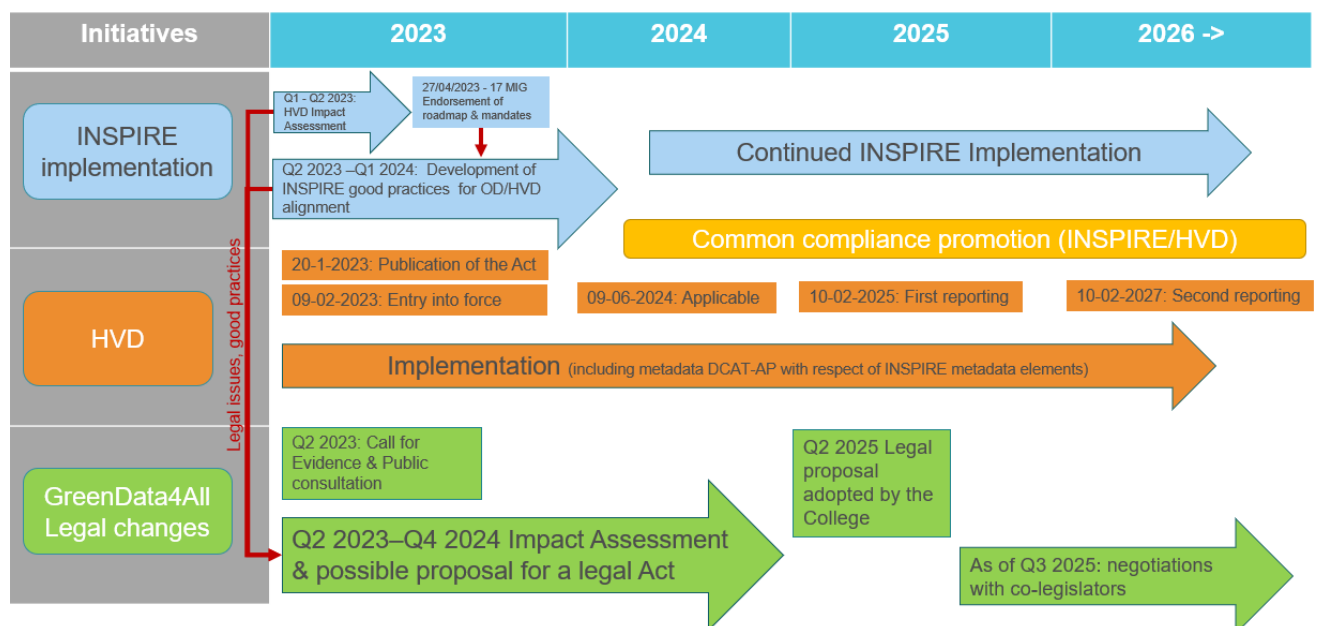 Initiatives
2023
2024
2025
2026 ->
INSPIRE
implementation
Q1 - Q2 2023:
HVD Impact
Assessment
27/04/2023 - 17 MIG
Endorsement of
roadmap & mandates
Q2 2023 –Q1 2024: Development of
INSPIRE good practices for OD/HVD
alignment
Continued INSPIRE Implementation
Common compliance promotion (INSPIRE/HVD)
Legal issues, good practices
HVD
20-1-2023: Publication of the Act
09-02-2023: Entry into force
09-06-2024: Applicable
10-02-2025: First reporting
10-02-2027: Second reporting
Implementation (including metadata DCAT-AP with respect of INSPIRE metadata elements)
GreenData4All
Legal changes
Q2 2023: Call for
Evidence & Public
consultation
Q2 2023–Q4 2024 Impact Assessment
& possible proposal for a legal Act
Q2 2025 Legal
proposal
adopted by the
College
As of Q3 2025: negotiations
with co-legislators